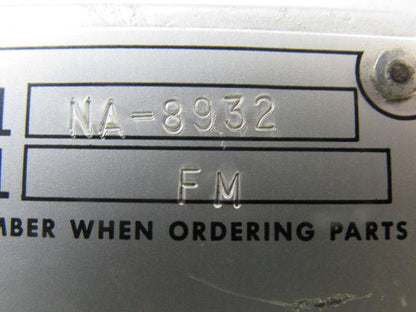 L NA-8932
L FM
MBER WHEN ORDERING PARTS